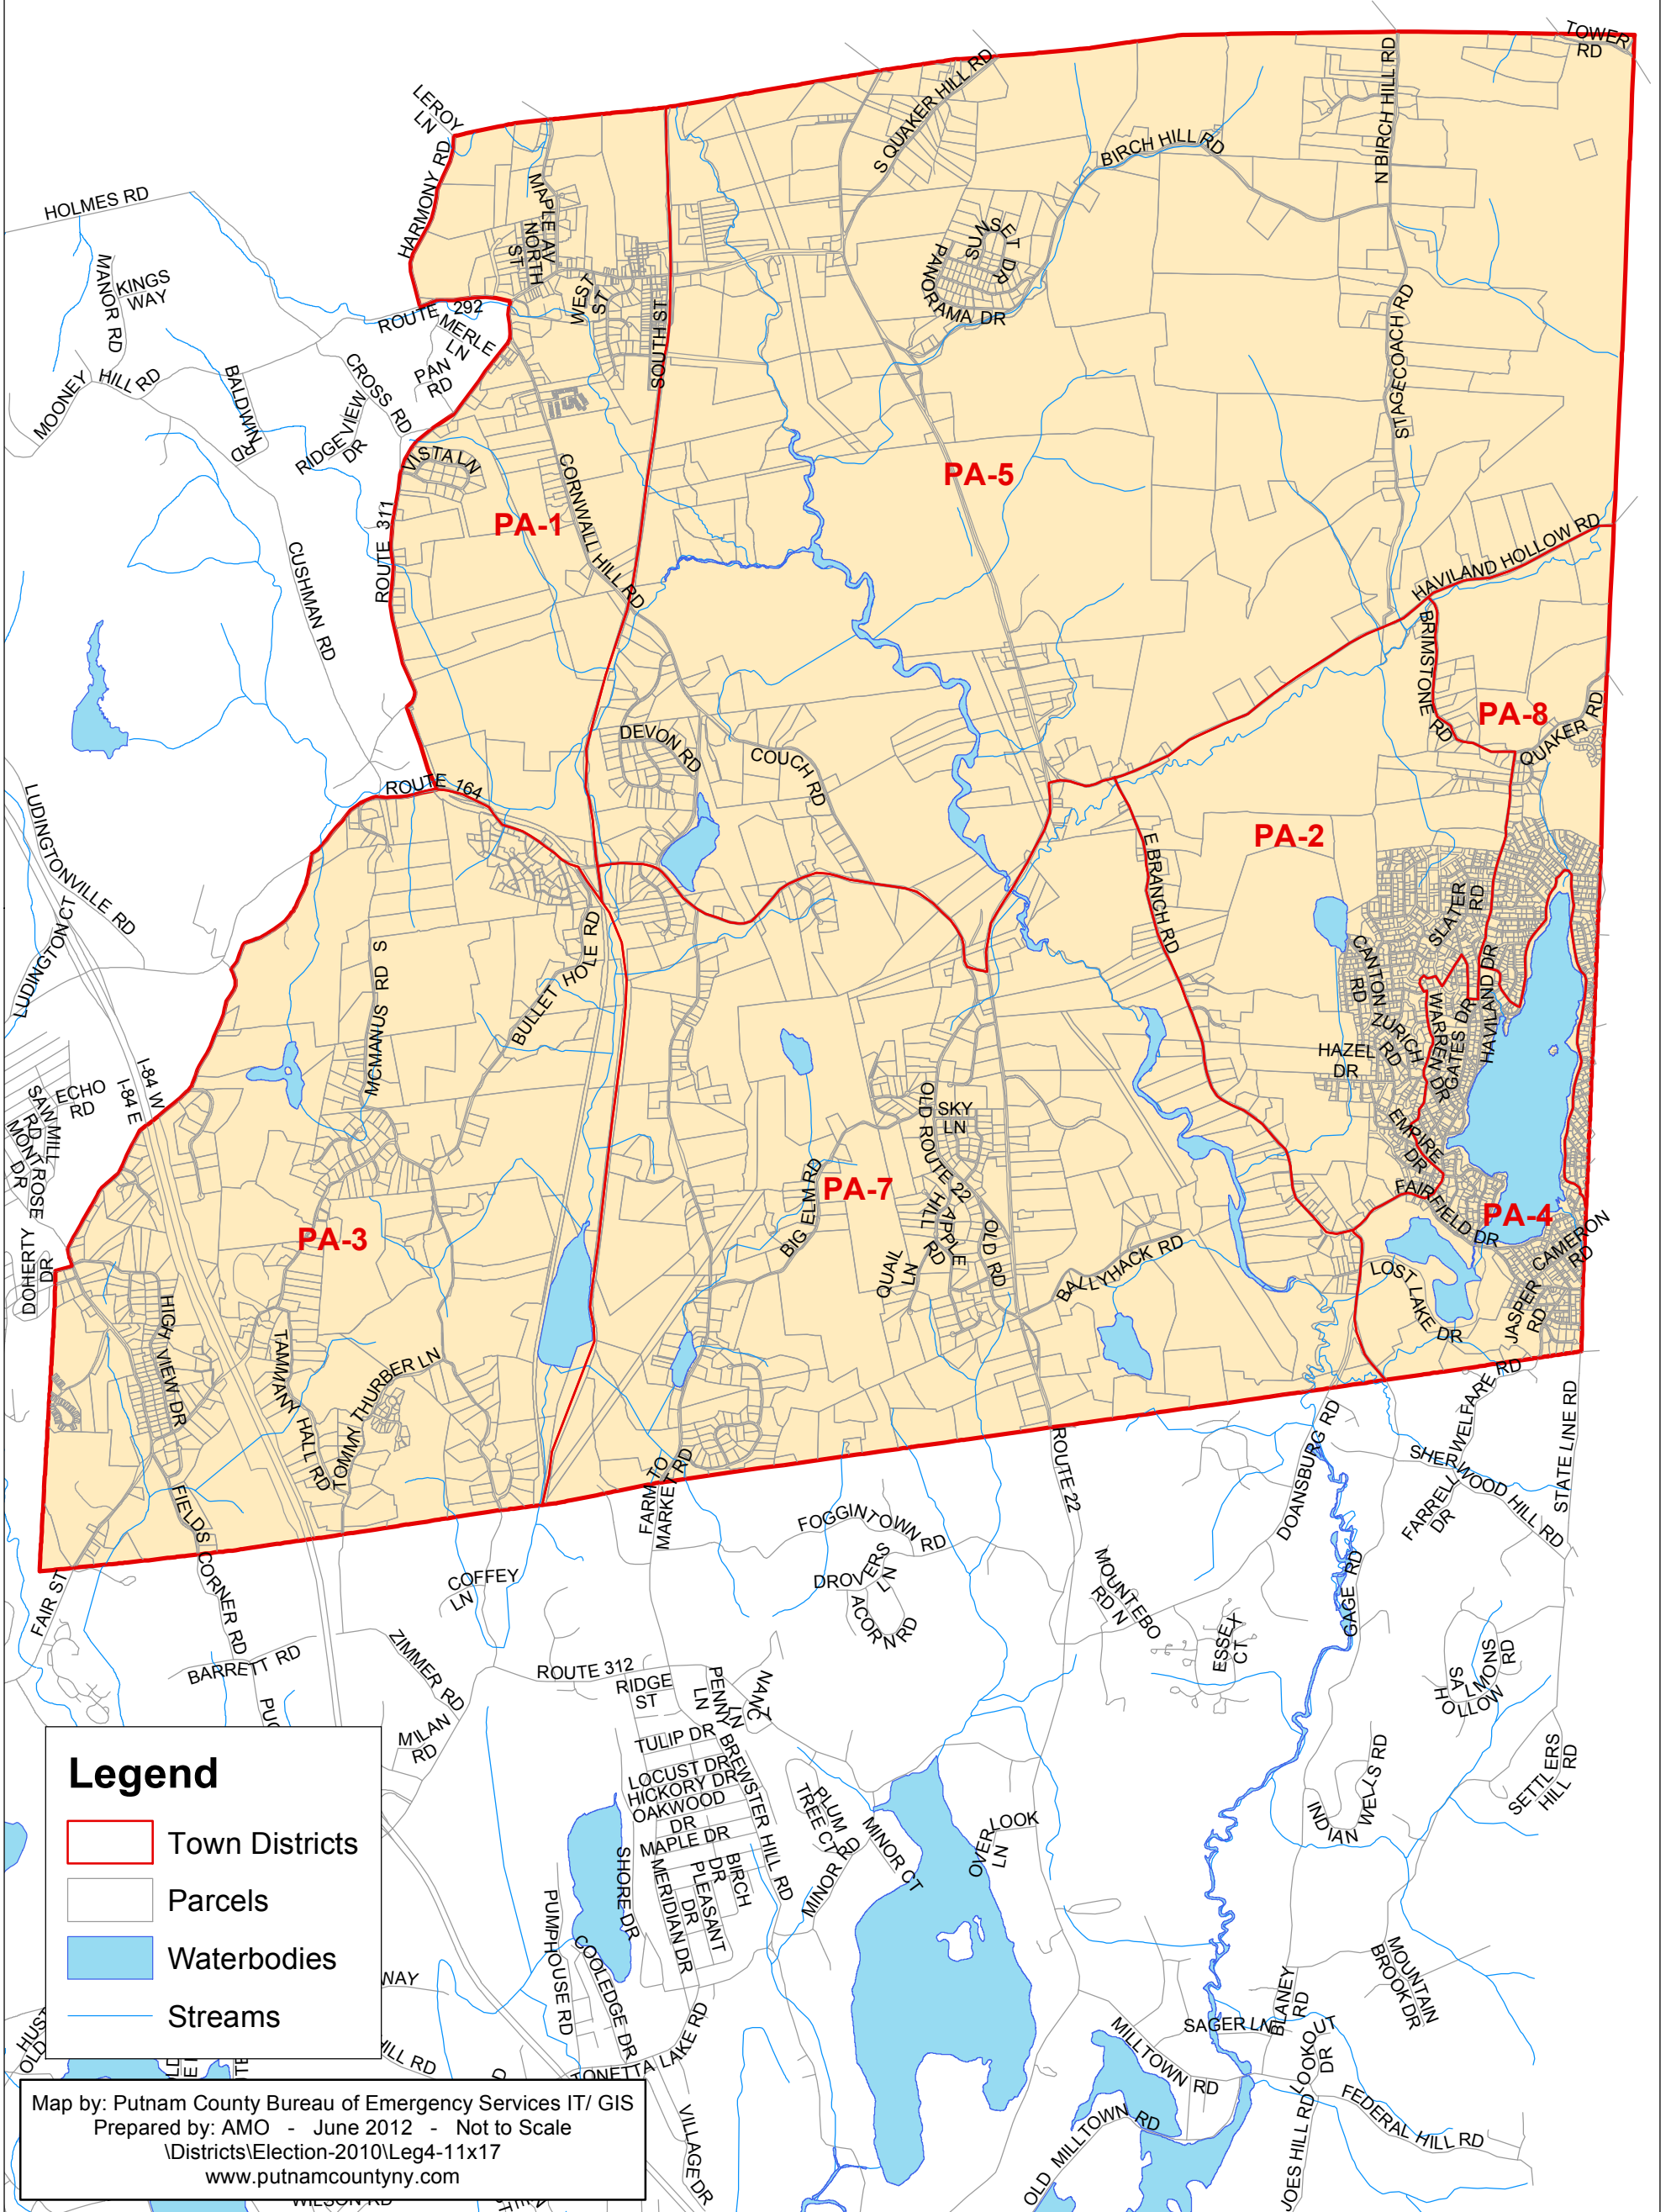 TOWER
RD
LEROY
LN
S QUAKER HILL RD
N BIRCH HILL RD
BIRCH HILL RD
HARMONY RD
HOLMES RD
MAPLE AV
NORTH
ST
SUNSET DR
PANORAMA DR
MANOR RD
KINGS
WAY
WEST
ST
SOUTH ST
ROUTE 292
MERLE
LN
PAN
RD
STAGECOACH RD
MOONEY HILL RD
BALDWIN
RD
CROSS RD
RIDGEVIEW
DR
VISTA LN
CORNWALL HILL RD
PA-5
PA-1
ROUTE 311
CUSHMAN RD
HAVILAND HOLLOW RD
BRIMSTONE RD
PA-8
QUAKER RD
DEVON RD
COUCH RD
ROUTE 164
LUDINGTONVILLE RD
PA-2
E BRANCH RD
SLATER
RD
LUDINGTON CT
CANTON
RD
HAVILAND DR
BULLET HOLE RD
MCMANUS RD S
ZURICH
RD
WARREN DR
GATES DR
HAZEL
DR
I-84 W
I-84 E
ECHO
RD
SAWMILL
RD
MONTROSE
DR
OLD ROUTE 22
SKY
LN
EMPIRE
DR
BIG ELM RD
PA-7
FAIRFIELD DR
PA-4
PA-3
APPLE
HILL
RD
OLD RD
CAMERON
RD
DOHERTY
DR
QUAIL
LN
BALLYHACK RD
LOST LAKE DR
JASPER
RD
HIGH VIEW DR
TAMMANY HALL RD
TOMMY THURBER LN
WELFARE RD
STATE LINE RD
DOANSBURG RD
SHERWOOD HILL RD
FARRELL
DR
FARM TO
MARKET RD
ROUTE 22
FIELDS CORNER RD
FOGGINTOWN RD
FAIR ST
COFFEY
LN
DROVERS
LN
ACORN RD
MOUNTEBO
RD N
GAGE RD
ESSEX
CT
BARRETT RD
ZIMMER RD
ROUTE 312
RIDGE
ST
PENNY
LN
NANC
LN
SALMONS
HOLLOW
RD
MILAN
RD
TULIP DR
LOCUST DR
HICKORY DR
OAKWOOD
DR
MAPLE DR
BREWSTER HILL RD
PLUM
TREE CT
MINOR RD
MINOR CT
OVERLOOK
LN
INDIAN WELLS RD
SETTLERS
HILL RD
SHORE DR
MERIDIAN DR
PLEASANT
DR
BIRCH
DR
PUMPHOUSE RD
COOLEDGE DR
Legend
Town Districts
Parcels
Waterbodies
Streams
MOUNTAIN
BROOK DR
BLANEY
RD
SAGER LN
LOOKOUT
DR
MILLTOWN RD
TONETTA LAKE RD
VILLAGE DR
OLD MILLTOWN RD
JOES HILL RD
FEDERAL HILL RD
Map by: Putnam County Bureau of Emergency Services IT/ GIS
Prepared by: AMO - June 2012 - Not to Scale
\Districts\Election-2010\Leg4-11x17
www.putnamcountyny.com
WILSON RD